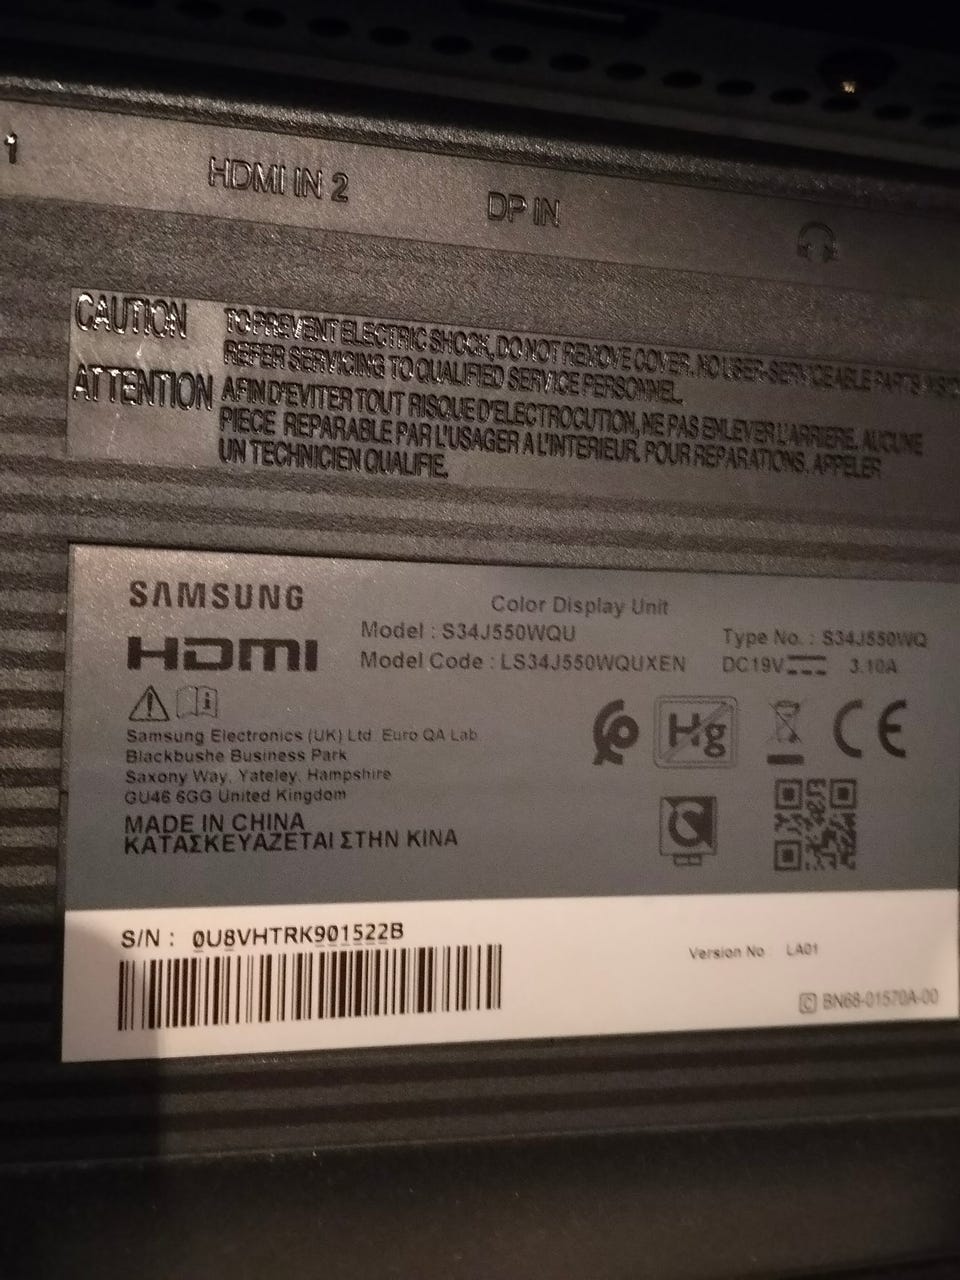 1
HDMI IN 2
DP IN
CAUTION TO PREVENT ELECTRIC SHOCK, DO NOT REMOVE COVER. NO USER-SERVICEABLE PARTS
REFER SERVICING TO QUALIFIED SERVICE PERSONNEL.
ATTENTION AFIN D'EVITER TOUT RISQUE D'ELECTROCUTION, NE PAS ENLEVER L'ARRIERE. AUCUNE
PIECE REPARABLE PAR L'USAGER A L'INTERIEUR. POUR REPARATIONS, APPELER
UN TECHNICIEN QUALIFIE.
SAMSUNG
Color Display Unit
HDMI
Model : S34J550WQU
Type No. : S34J550WQ
Model Code : LS34J550WQUXEN
DC19V 3.10A
Samsung Electronics (UK) Ltd Euro QA Lab
Blackbushe Business Park
Saxony Way, Yateley, Hampshire
GU46 6GG United Kingdom
MADE IN CHINA
ΚΑΤΑΣΚΕΥΑΖΕΤΑΙ ΣΤΗΝ ΚΙΝΑ
Hg
CE
S/N : 0U8VHTRK901522B
Version No LA01
BN68-01570A-00